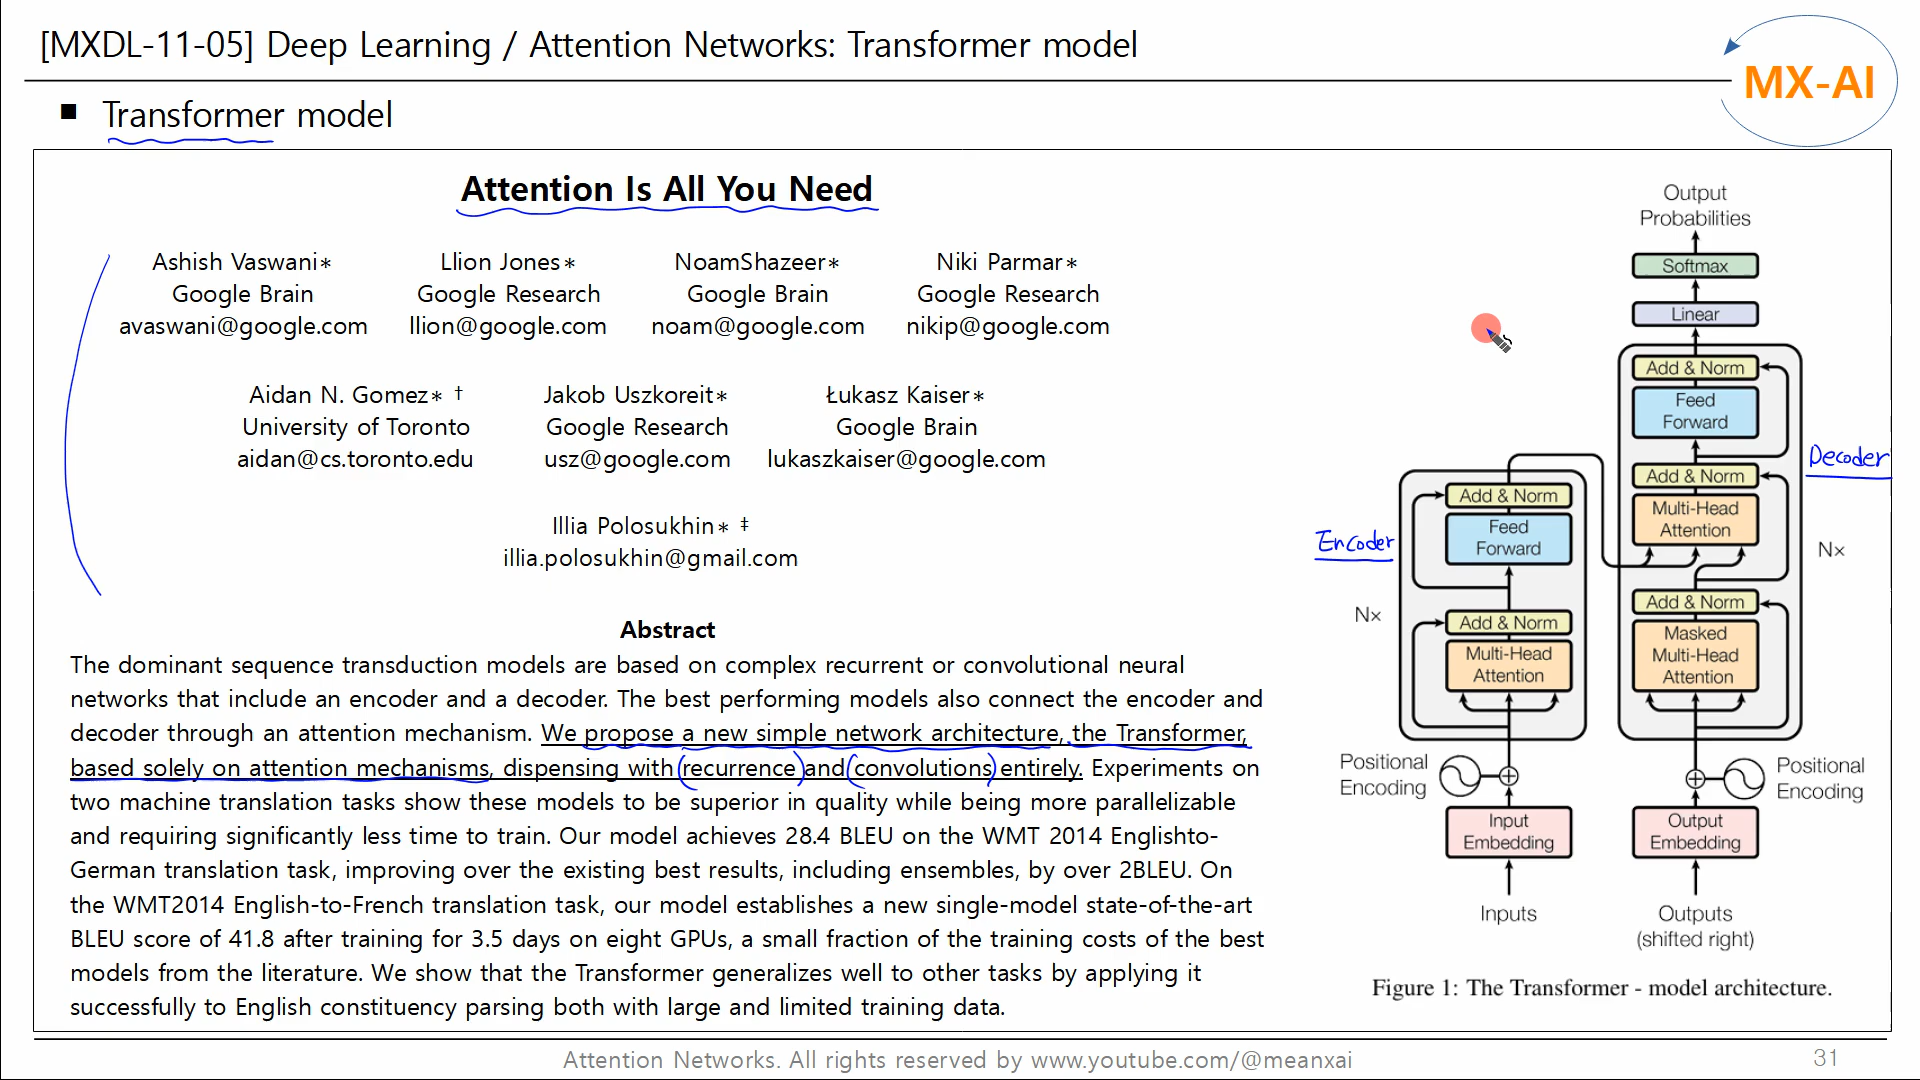 [MXDL-11-05] Deep Learning / Attention Networks: Transformer model
MX-AI
■ Transformer model
Attention Is All You Need
Ashish Vaswani∗ Llion Jones∗ NoamShazeer∗ Niki Parmar∗
Google Brain Google Research Google Brain Google Research
avaswani@google.com llion@google.com noam@google.com nikip@google.com
Aidan N. Gomez∗ † Jakob Uszkoreit∗ Łukasz Kaiser∗
University of Toronto Google Research Google Brain
aidan@cs.toronto.edu usz@google.com lukaszkaiser@google.com
Illia Polosukhin∗ ‡
illia.polosukhin@gmail.com
Abstract
The dominant sequence transduction models are based on complex recurrent or convolutional neural
networks that include an encoder and a decoder. The best performing models also connect the encoder and
decoder through an attention mechanism. We propose a new simple network architecture, the Transformer,
based solely on attention mechanisms, dispensing with recurrence and convolutions entirely. Experiments on
two machine translation tasks show these models to be superior in quality while being more parallelizable
and requiring significantly less time to train. Our model achieves 28.4 BLEU on the WMT 2014 Englishto-
German translation task, improving over the existing best results, including ensembles, by over 2BLEU. On
the WMT2014 English-to-French translation task, our model establishes a new single-model state-of-the-art
BLEU score of 41.8 after training for 3.5 days on eight GPUs, a small fraction of the training costs of the best
models from the literature. We show that the Transformer generalizes well to other tasks by applying it
successfully to English constituency parsing both with large and limited training data.
Output
Probabilities
Softmax
Linear
Add & Norm
Feed
Forward
Decoder
Add & Norm
Multi-Head
Attention
N×
Add & Norm
Masked
Multi-Head
Attention
Encoder
Add & Norm
Feed
Forward
N×
Add & Norm
Multi-Head
Attention
Positional
Encoding
Positional
Encoding
Input
Embedding
Output
Embedding
Inputs
Outputs
(shifted right)
Figure 1: The Transformer - model architecture.
Attention Networks. All rights reserved by www.youtube.com/@meanxai
31